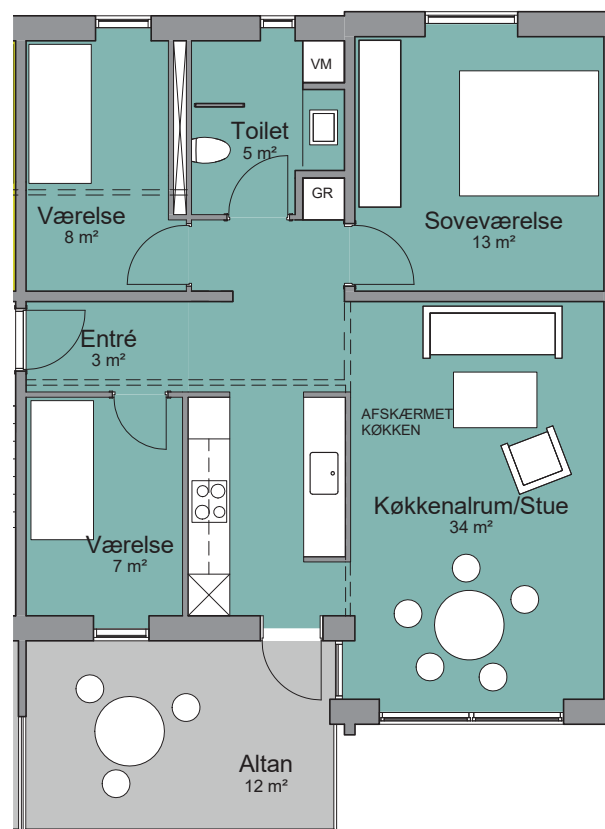 VM
Toilet
5 m²
GR
Værelse
8 m²
Soveværelse
13 m²
Entré
3 m²
AFSKÆRMET
KØKKEN
Køkkenalrum/Stue
34 m²
Værelse
7 m²
Altan
12 m²